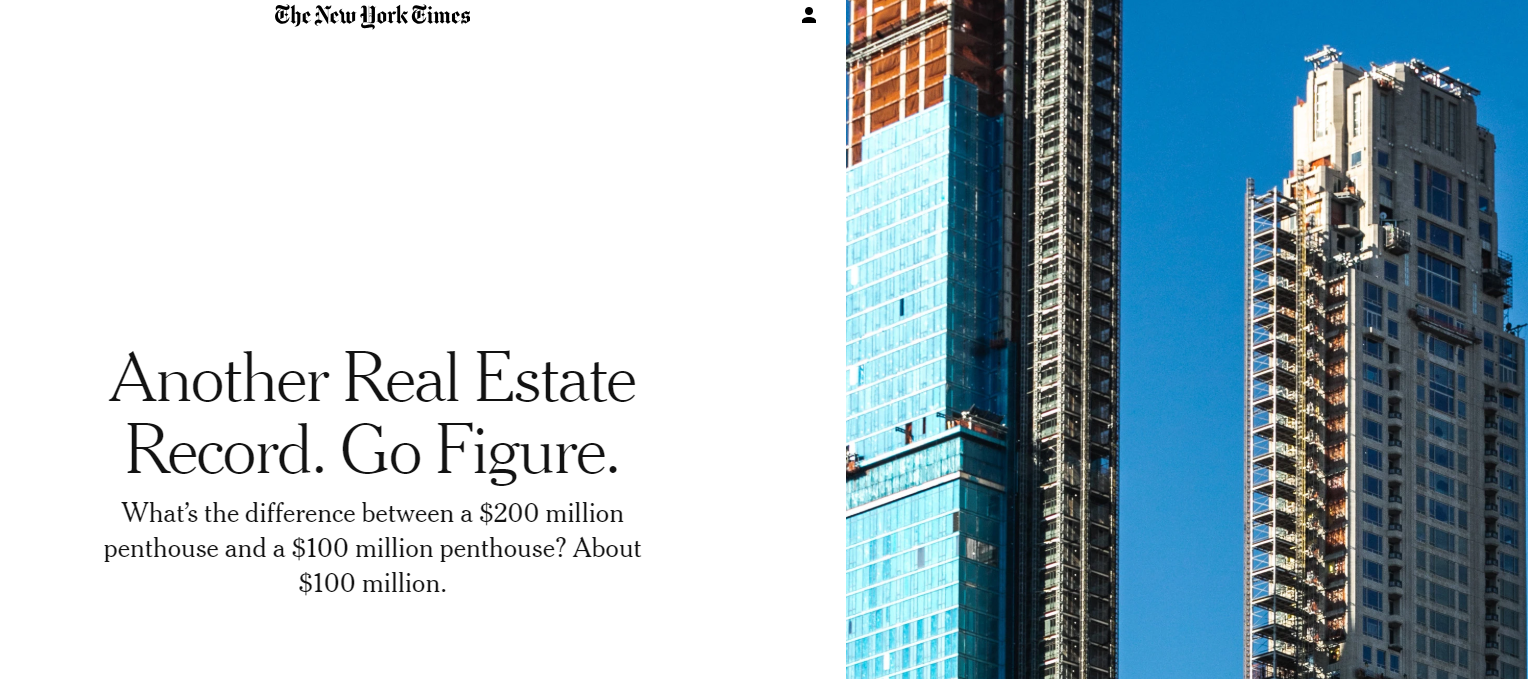 The New York Times
Another Real Estate
Record. Go Figure.
What’s the difference between a $200 million
penthouse and a $100 million penthouse? About
$100 million.